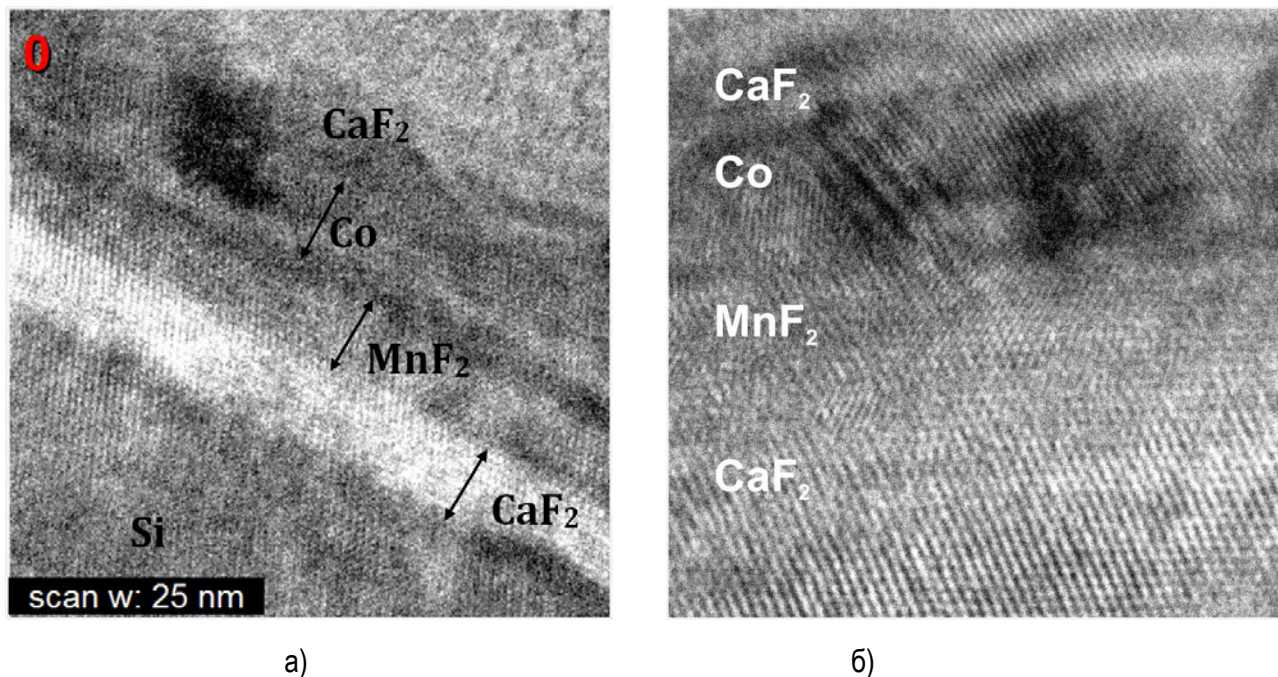 0
CaF₂
Co
MnF₂
CaF₂
Si
scan w: 25 nm
CaF₂
Co
MnF₂
CaF₂
а)
б)